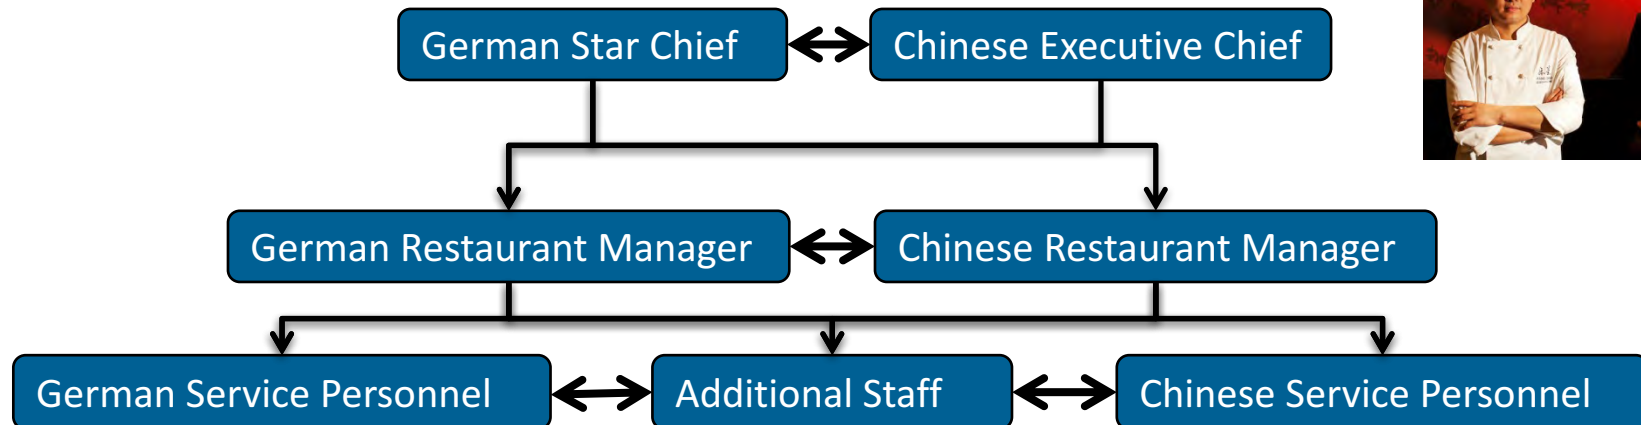 German Star Chief
Chinese Executive Chief
German Restaurant Manager
Chinese Restaurant Manager
German Service Personnel
Additional Staff
Chinese Service Personnel